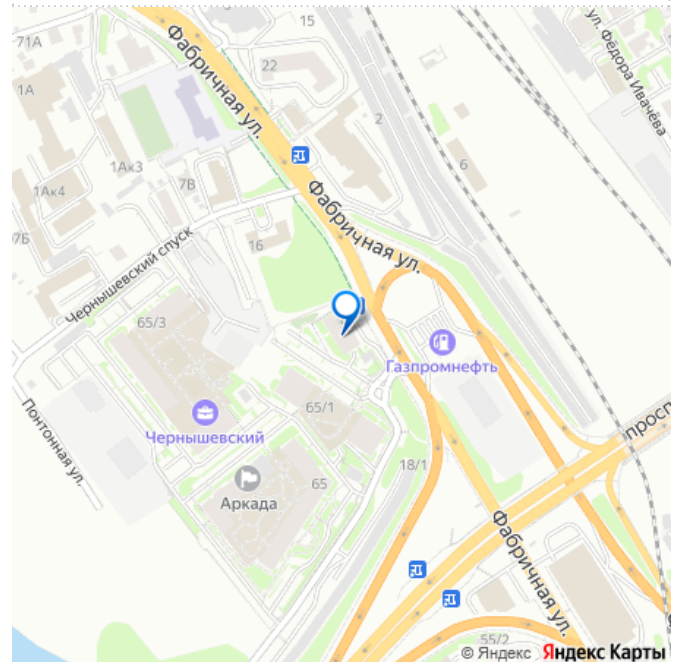 71А
15
22
Фабричная ул.
ул. Фёдора Ивачёва
1А
2
1Ак3
6
7В
1Ак4
Фабричная ул.
7Б
16
Чернышевский спуск
65/3
Газпромнефть
65/1
просп
Чернышевский
Понтонная ул.
18/1
65
Аркада
Фабричная ул.
55/2
© Яндекс Яндекс Карты